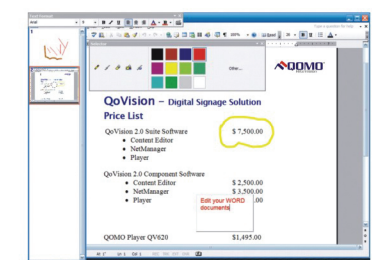 Arial
200%
Other...
QOMO
QoVision – Digital Signage Solution
Price List
QoVision 2.0 Suite Software $ 7,500.00
• Content Editor
• NetManager
• Player
QoVision 2.0 Component Software
• Content Editor $ 2,500.00
• NetManager $ 3,500.00
• Player .00
Edit your WORD
documents
QOMO Player QV620 $1,495.00